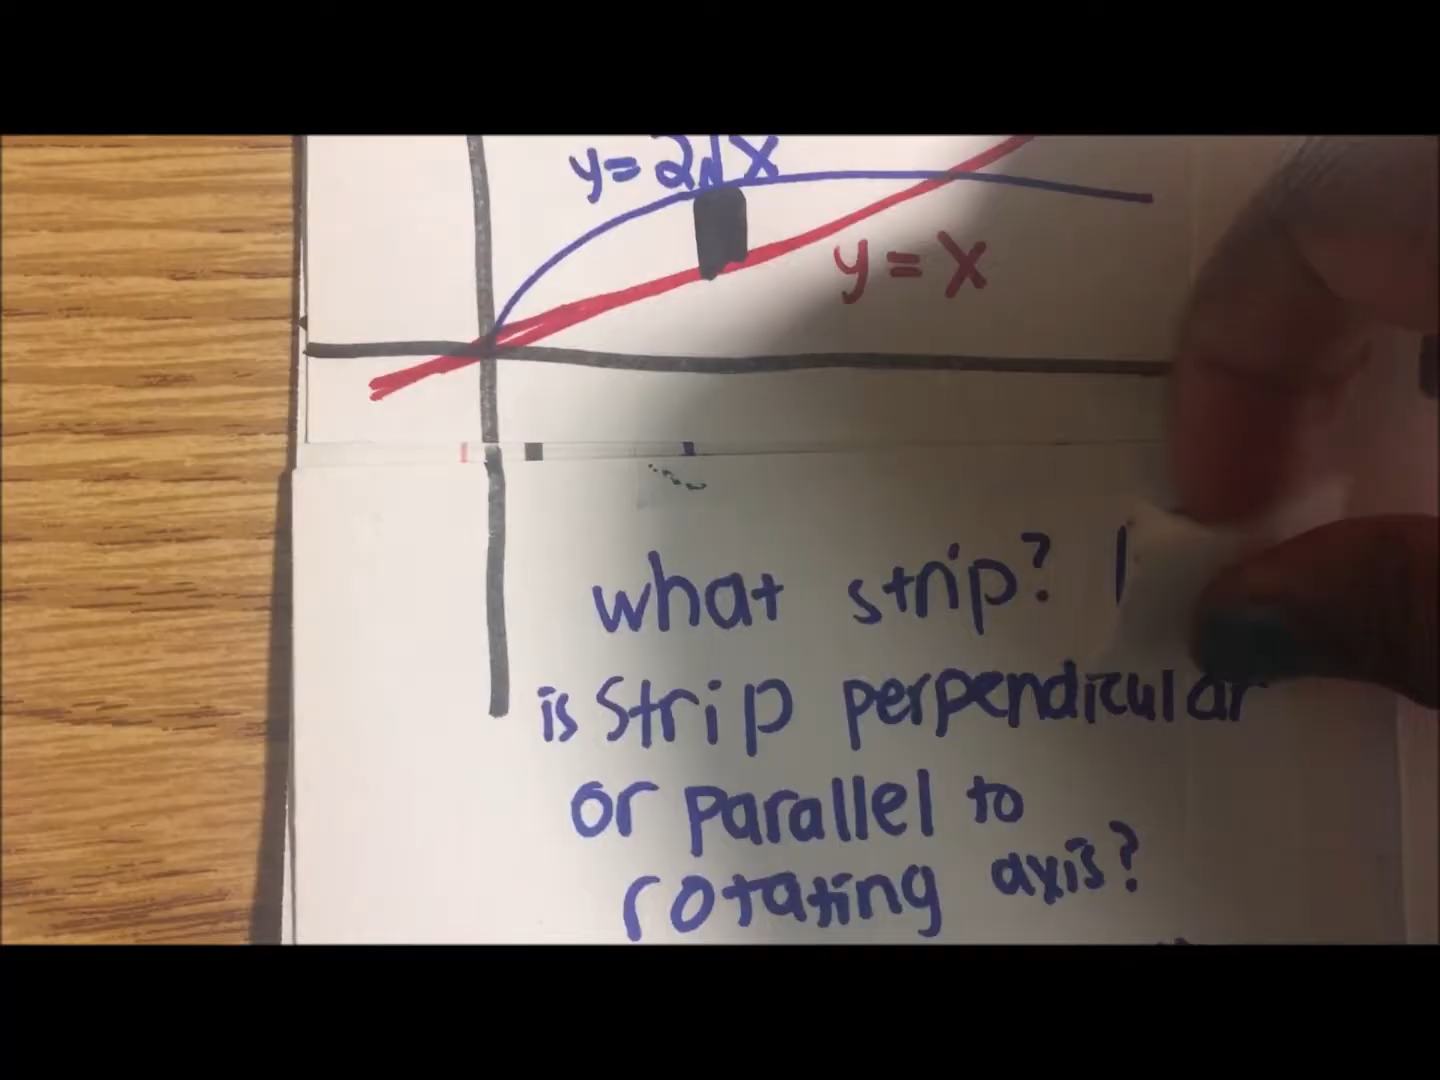 y=2√x
y=x
what strip?
is strip perpendicular
or parallel to
rotating axis?